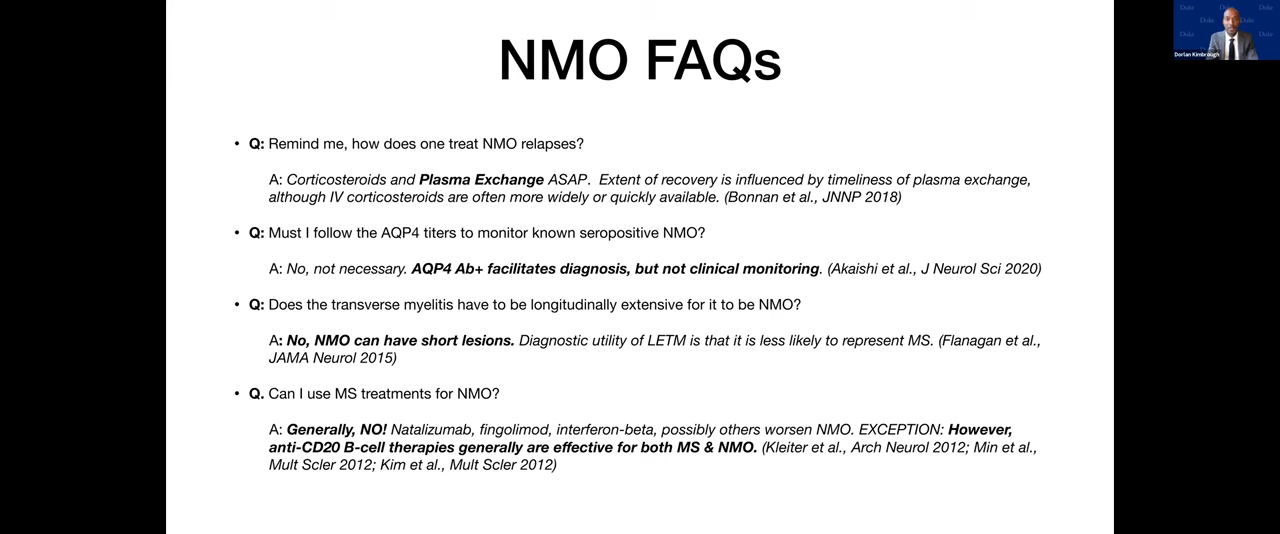 NMO FAQs
• Q: Remind me, how does one treat NMO relapses?
A: Corticosteroids and Plasma Exchange ASAP. Extent of recovery is influenced by timeliness of plasma exchange,
although IV corticosteroids are often more widely or quickly available. (Bonnan et al., JNNP 2018)
• Q: Must I follow the AQP4 titers to monitor known seropositive NMO?
A: No, not necessary. AQP4 Ab+ facilitates diagnosis, but not clinical monitoring. (Akaishi et al., J Neurol Sci 2020)
• Q: Does the transverse myelitis have to be longitudinally extensive for it to be NMO?
A: No, NMO can have short lesions. Diagnostic utility of LETM is that it is less likely to represent MS. (Flanagan et al.,
JAMA Neurol 2015)
• Q. Can I use MS treatments for NMO?
A: Generally, NO! Natalizumab, fingolimod, interferon-beta, possibly others worsen NMO. EXCEPTION: However,
anti-CD20 B-cell therapies generally are effective for both MS & NMO. (Kleiter et al., Arch Neurol 2012; Min et al.,
Mult Scler 2012; Kim et al., Mult Scler 2012)
Duke Duke Duke
Duke Duke
Duke Duke
Dorlan Kimbrough